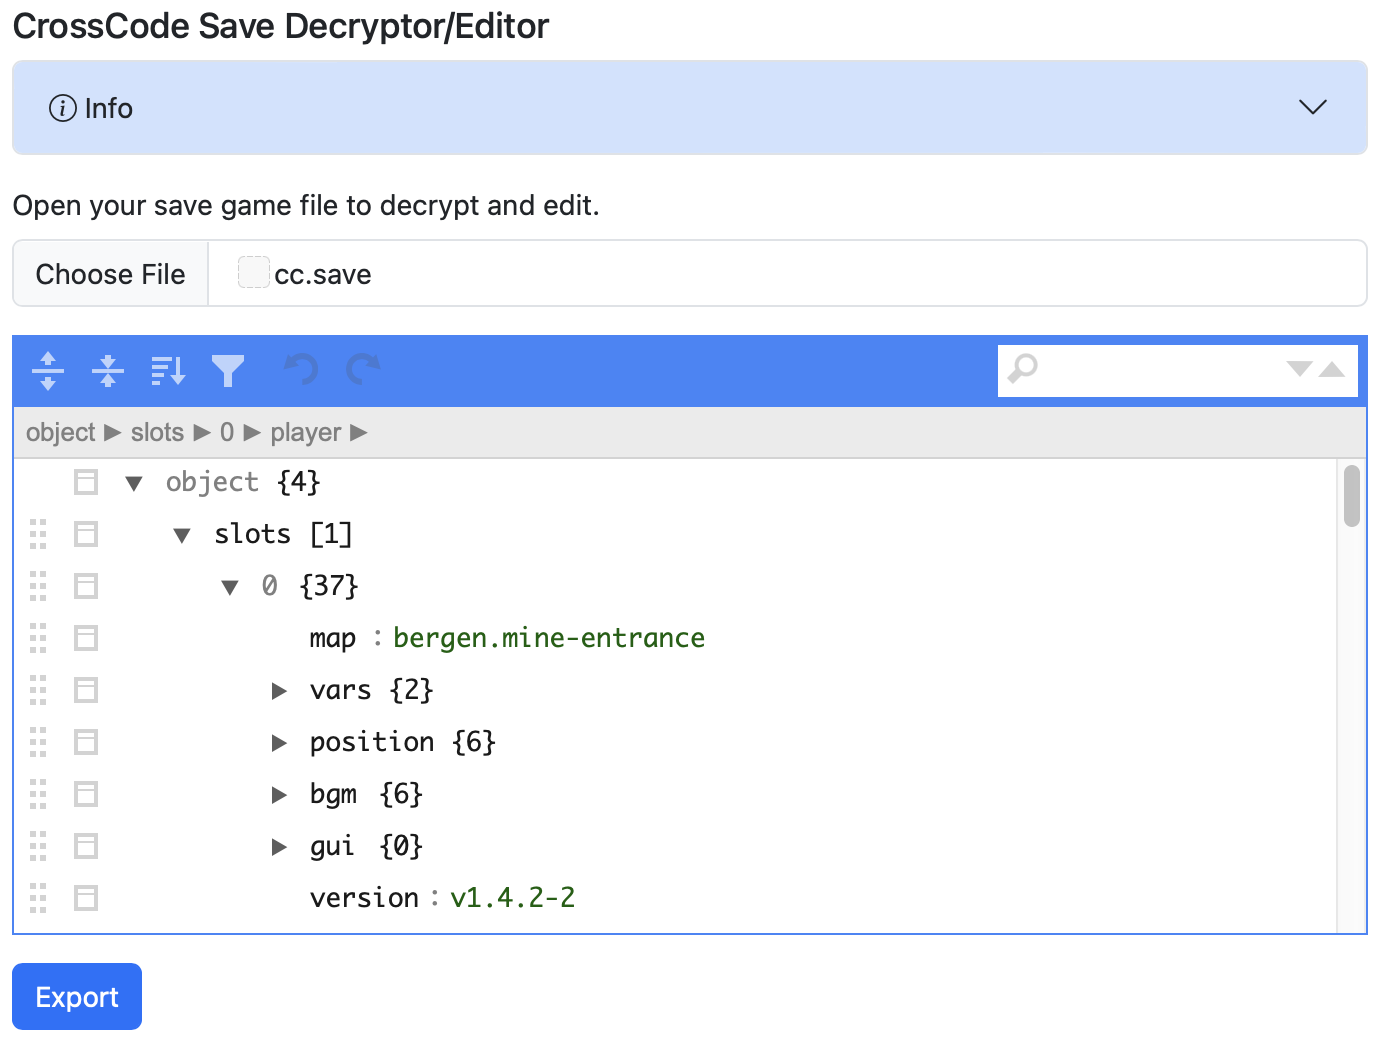 CrossCode Save Decryptor/Editor
Info
Open your save game file to decrypt and edit.
Choose File cc.save
object ▶ slots ▶ 0 ▶ player ▶
object {4}
slots [1]
0 {37}
map : bergen.mine-entrance
vars {2}
position {6}
bgm {6}
gui {0}
version : v1.4.2-2
Export